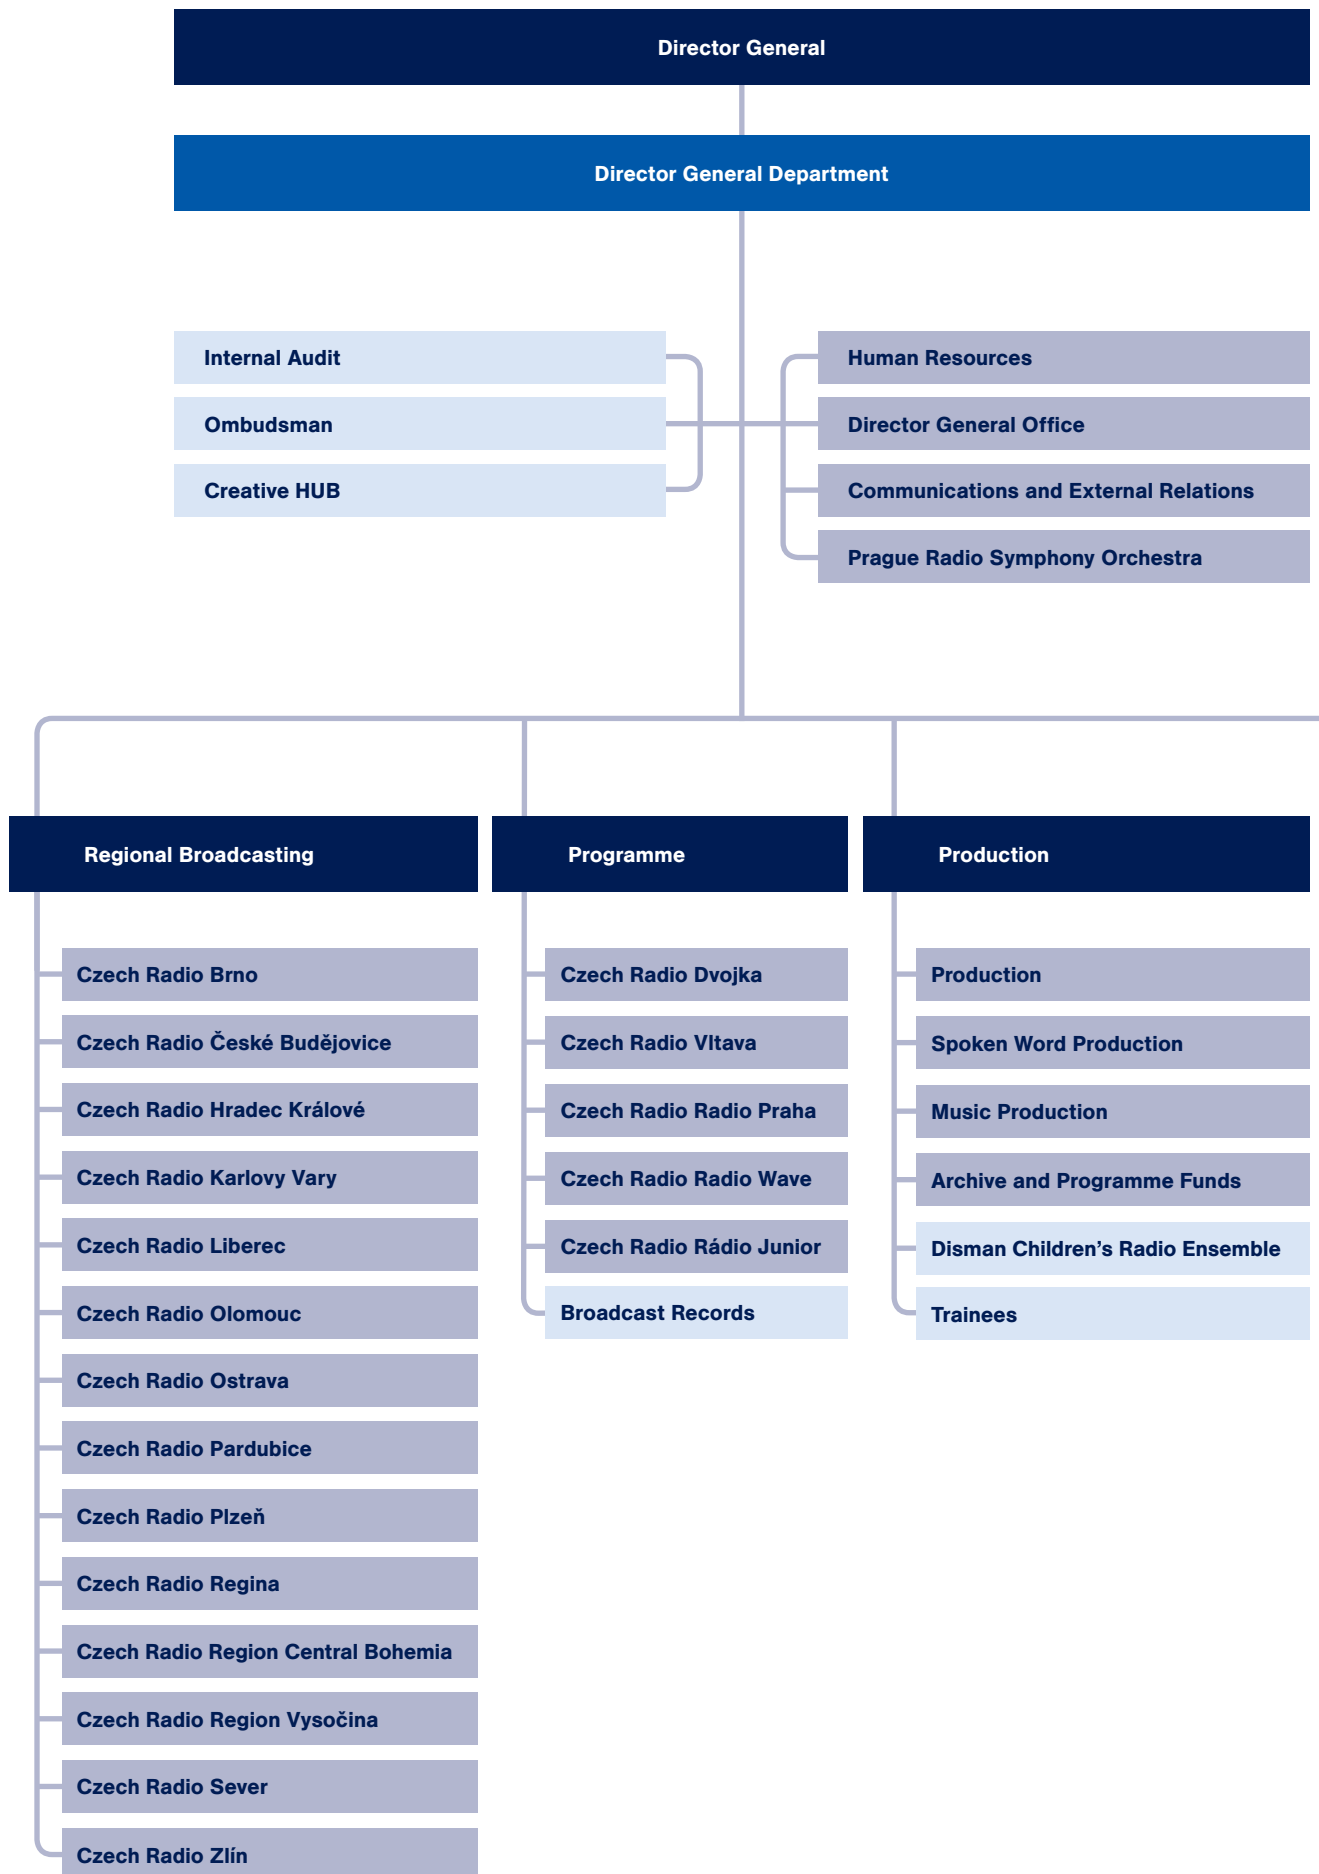 Director General
Director General Department
Internal Audit
Ombudsman
Creative HUB
Human Resources
Director General Office
Communications and External Relations
Prague Radio Symphony Orchestra
Regional Broadcasting
Czech Radio Brno
Czech Radio České Budějovice
Czech Radio Hradec Králové
Czech Radio Karlovy Vary
Czech Radio Liberec
Czech Radio Olomouc
Czech Radio Ostrava
Czech Radio Pardubice
Czech Radio Plzeň
Czech Radio Regina
Czech Radio Region Central Bohemia
Czech Radio Region Vysočina
Czech Radio Sever
Czech Radio Zlín
Programme
Czech Radio Dvojka
Czech Radio Vltava
Czech Radio Radio Praha
Czech Radio Radio Wave
Czech Radio Rádio Junior
Broadcast Records
Production
Production
Spoken Word Production
Music Production
Archive and Programme Funds
Disman Children’s Radio Ensemble
Trainees